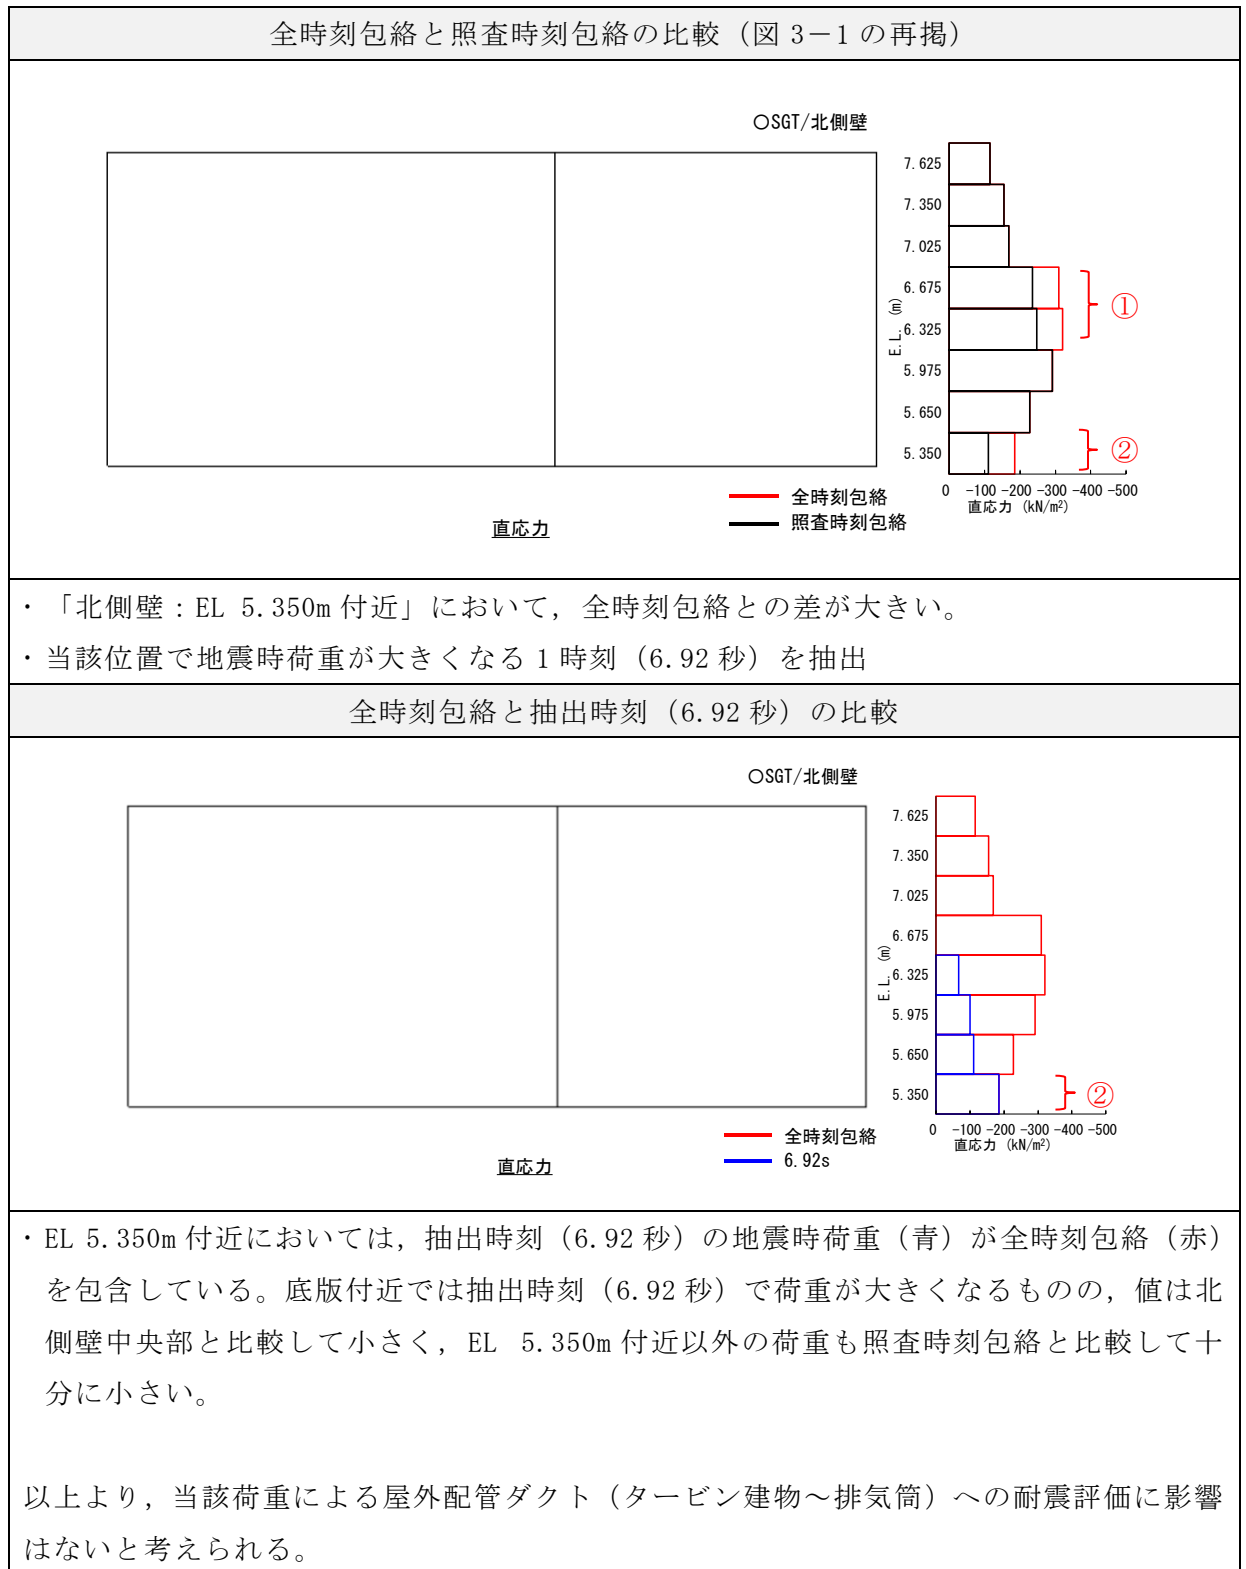 全時刻包絡と照査時刻包絡の比較（図 3－1 の再掲）
○SGT/北側壁
7.625
7.350
7.025
6.675
6.325
5.975
5.650
5.350
E.L. (m)
①
②
0 -100 -200 -300 -400 -500
直応力 (kN/m²)
全時刻包絡
照査時刻包絡
直応力
・「北側壁：EL 5.350m 付近」において，全時刻包絡との差が大きい。
・当該位置で地震時荷重が大きくなる 1 時刻（6.92 秒）を抽出
全時刻包絡と抽出時刻（6.92 秒）の比較
○SGT/北側壁
7.625
7.350
7.025
6.675
6.325
5.975
5.650
5.350
E.L. (m)
②
0 -100 -200 -300 -400 -500
直応力 (kN/m²)
全時刻包絡
6.92s
直応力
・EL 5.350m 付近においては，抽出時刻（6.92 秒）の地震時荷重（青）が全時刻包絡（赤）
を包含している。底版付近では抽出時刻（6.92 秒）で荷重が大きくなるものの，値は北
側壁中央部と比較して小さく，EL 5.350m 付近以外の荷重も照査時刻包絡と比較して十
分に小さい。
以上より，当該荷重による屋外配管ダクト（タービン建物～排気筒）への耐震評価に影響
はないと考えられる。